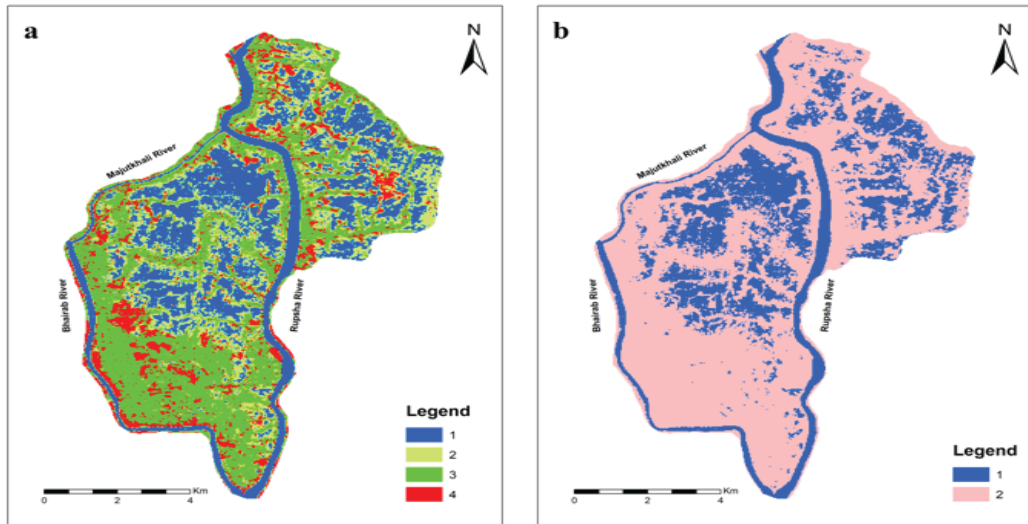 a
N
Majutkhali River
Bhairab River
Rupsha River
Legend
1
2
3
4
Km
0 2 4
b
N
Majutkhali River
Bhairab River
Rupsha River
Legend
1
2
Km
0 2 4